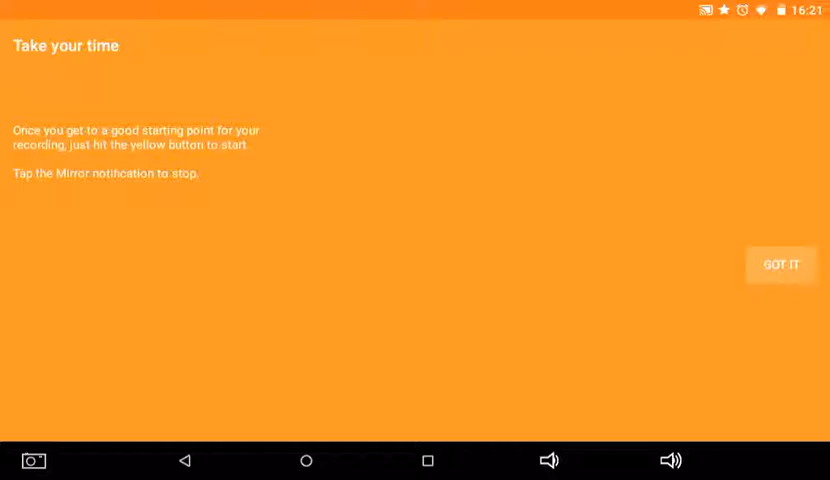 16:21
Take your time
Once you get to a good starting point for your
recording, just hit the yellow button to start
Tap the Mirror notification to stop.
GOT IT